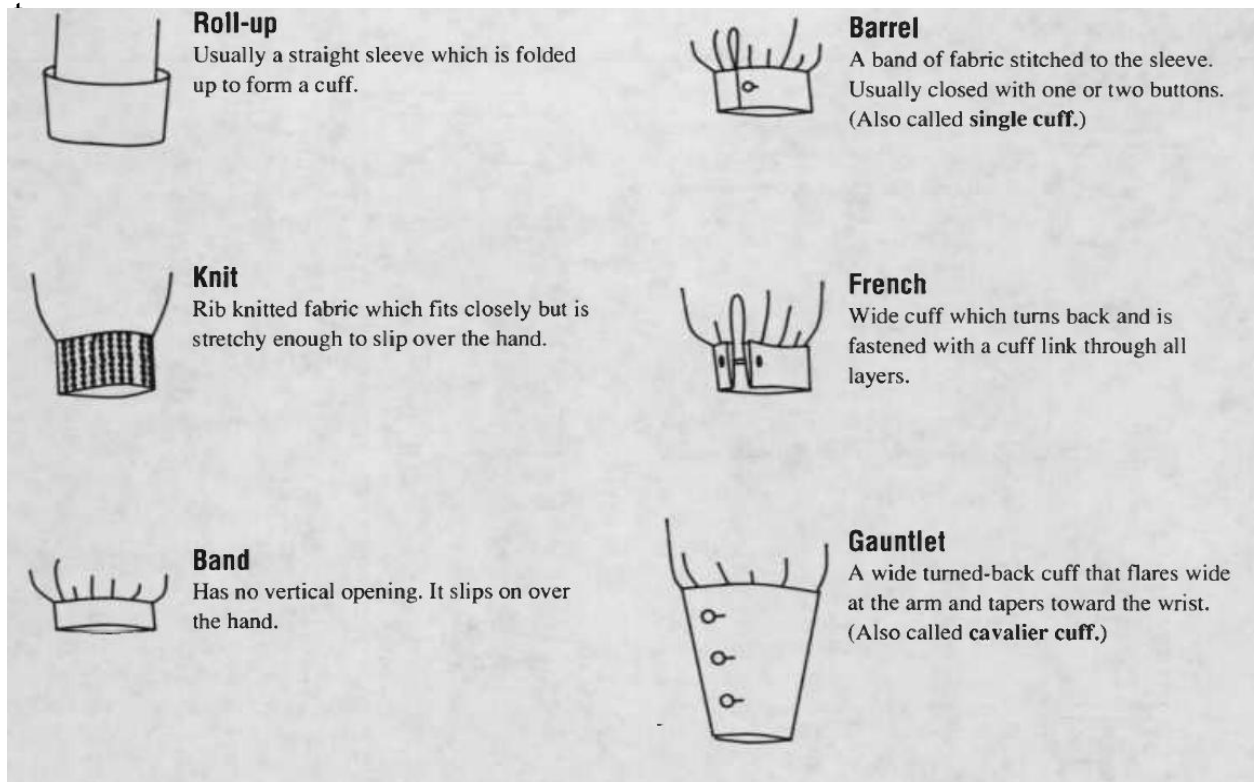 Roll-up
Usually a straight sleeve which is folded
up to form a cuff.
Knit
Rib knitted fabric which fits closely but is
stretchy enough to slip over the hand.
Band
Has no vertical opening. It slips on over
the hand.
Barrel
A band of fabric stitched to the sleeve.
Usually closed with one or two buttons.
(Also called single cuff.)
French
Wide cuff which turns back and is
fastened with a cuff link through all
layers.
Gauntlet
A wide turned-back cuff that flares wide
at the arm and tapers toward the wrist.
(Also called cavalier cuff.)